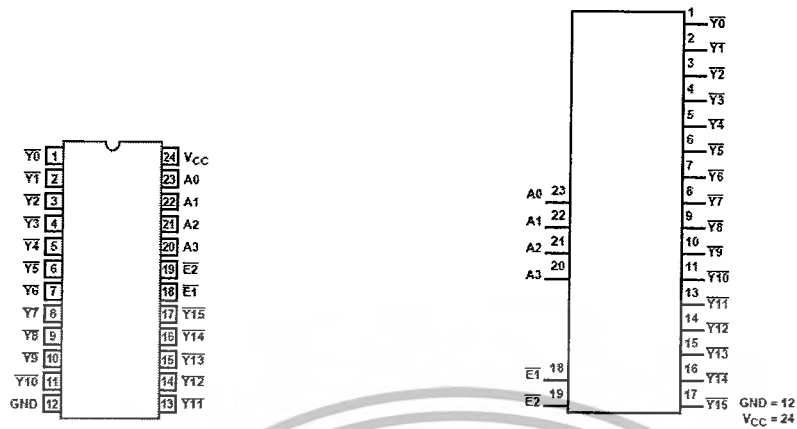 Y0 1 24 VCC
Y1 2 23 A0
Y2 3 22 A1
Y3 4 21 A2
Y4 5 20 A3
Y5 6 19 E2
Y6 7 18 E1
Y7 8 17 Y15
Y8 9 16 Y14
Y9 10 15 Y13
Y10 11 14 Y12
GND 12 13 Y11
1 Y0
2 Y1
3 Y2
4 Y3
5 Y4
6 Y5
7 Y6
8 Y7
9 Y8
10 Y9
11 Y10
13 Y11
14 Y12
15 Y13
16 Y14
17 Y15
A0 23
A1 22
A2 21
A3 20
E1 18
E2 19
GND = 12
VCC = 24